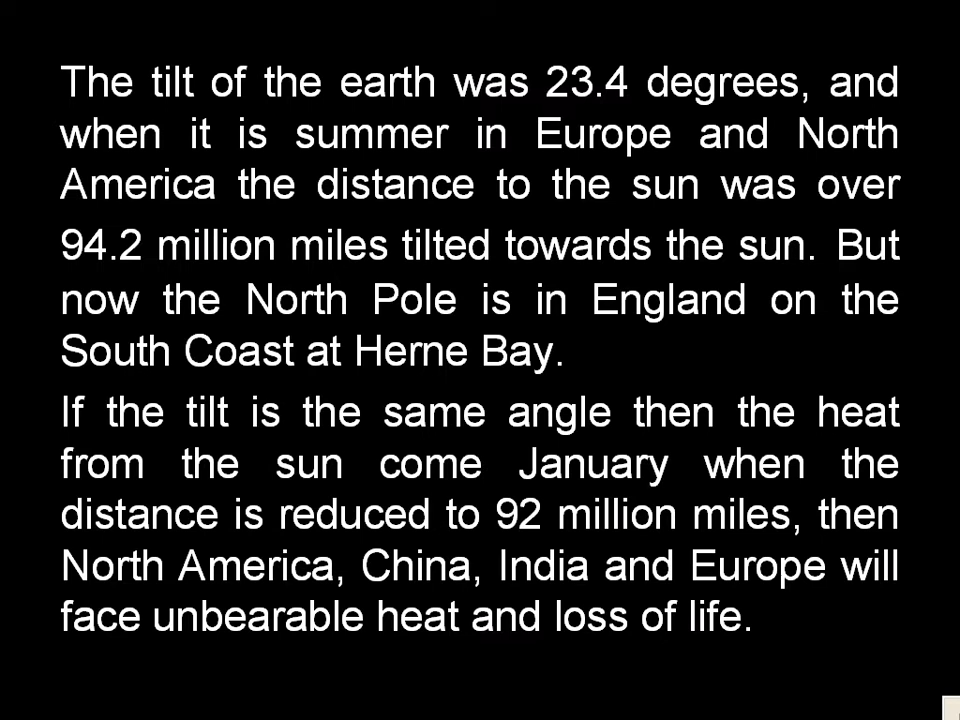 The tilt of the earth was 23.4 degrees, and
when it is summer in Europe and North
America the distance to the sun was over
94.2 million miles tilted towards the sun. But
now the North Pole is in England on the
South Coast at Herne Bay.
If the tilt is the same angle then the heat
from the sun come January when the
distance is reduced to 92 million miles, then
North America, China, India and Europe will
face unbearable heat and loss of life.